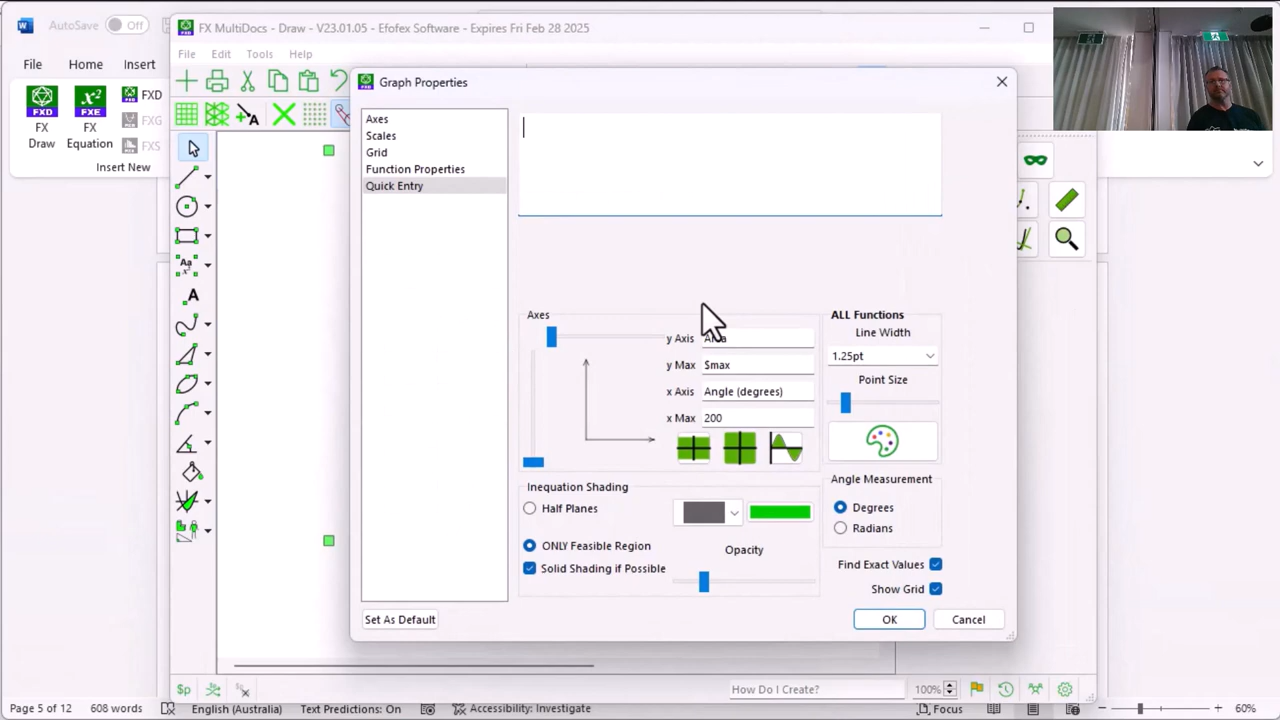 AutoSave Off
File Home Insert
FX Draw
FX Equation
FXD
FXG
FXS
Insert New
FX MultiDocs - Draw - V23.01.05 - Efofex Software - Expires Fri Feb 28 2025
File Edit Tools Help
Graph Properties
Axes
Scales
Grid
Function Properties
Quick Entry
Axes
y Axis
y Max Smax
x Axis Angle (degrees)
x Max 200
ALL Functions
Line Width
1.25pt
Point Size
Inequation Shading
Half Planes
ONLY Feasible Region
Solid Shading if Possible
Opacity
Angle Measurement
Degrees
Radians
Find Exact Values
Show Grid
Set As Default
OK Cancel
$p
How Do I Create? 100%
Page 5 of 12 608 words English (Australia) Text Predictions: On Accessibility: Investigate Focus 60%